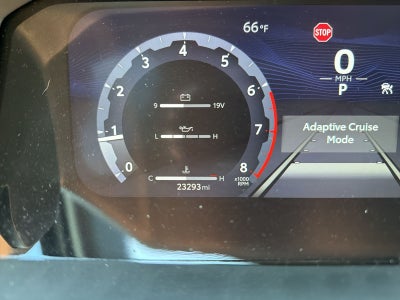 66°F
STOP
4
3 5
2 6
1 7
0 8
x1000
RPM
9 19V
L H
C H
23293 mi
0
MPH
P
Adaptive Cruise
Mode